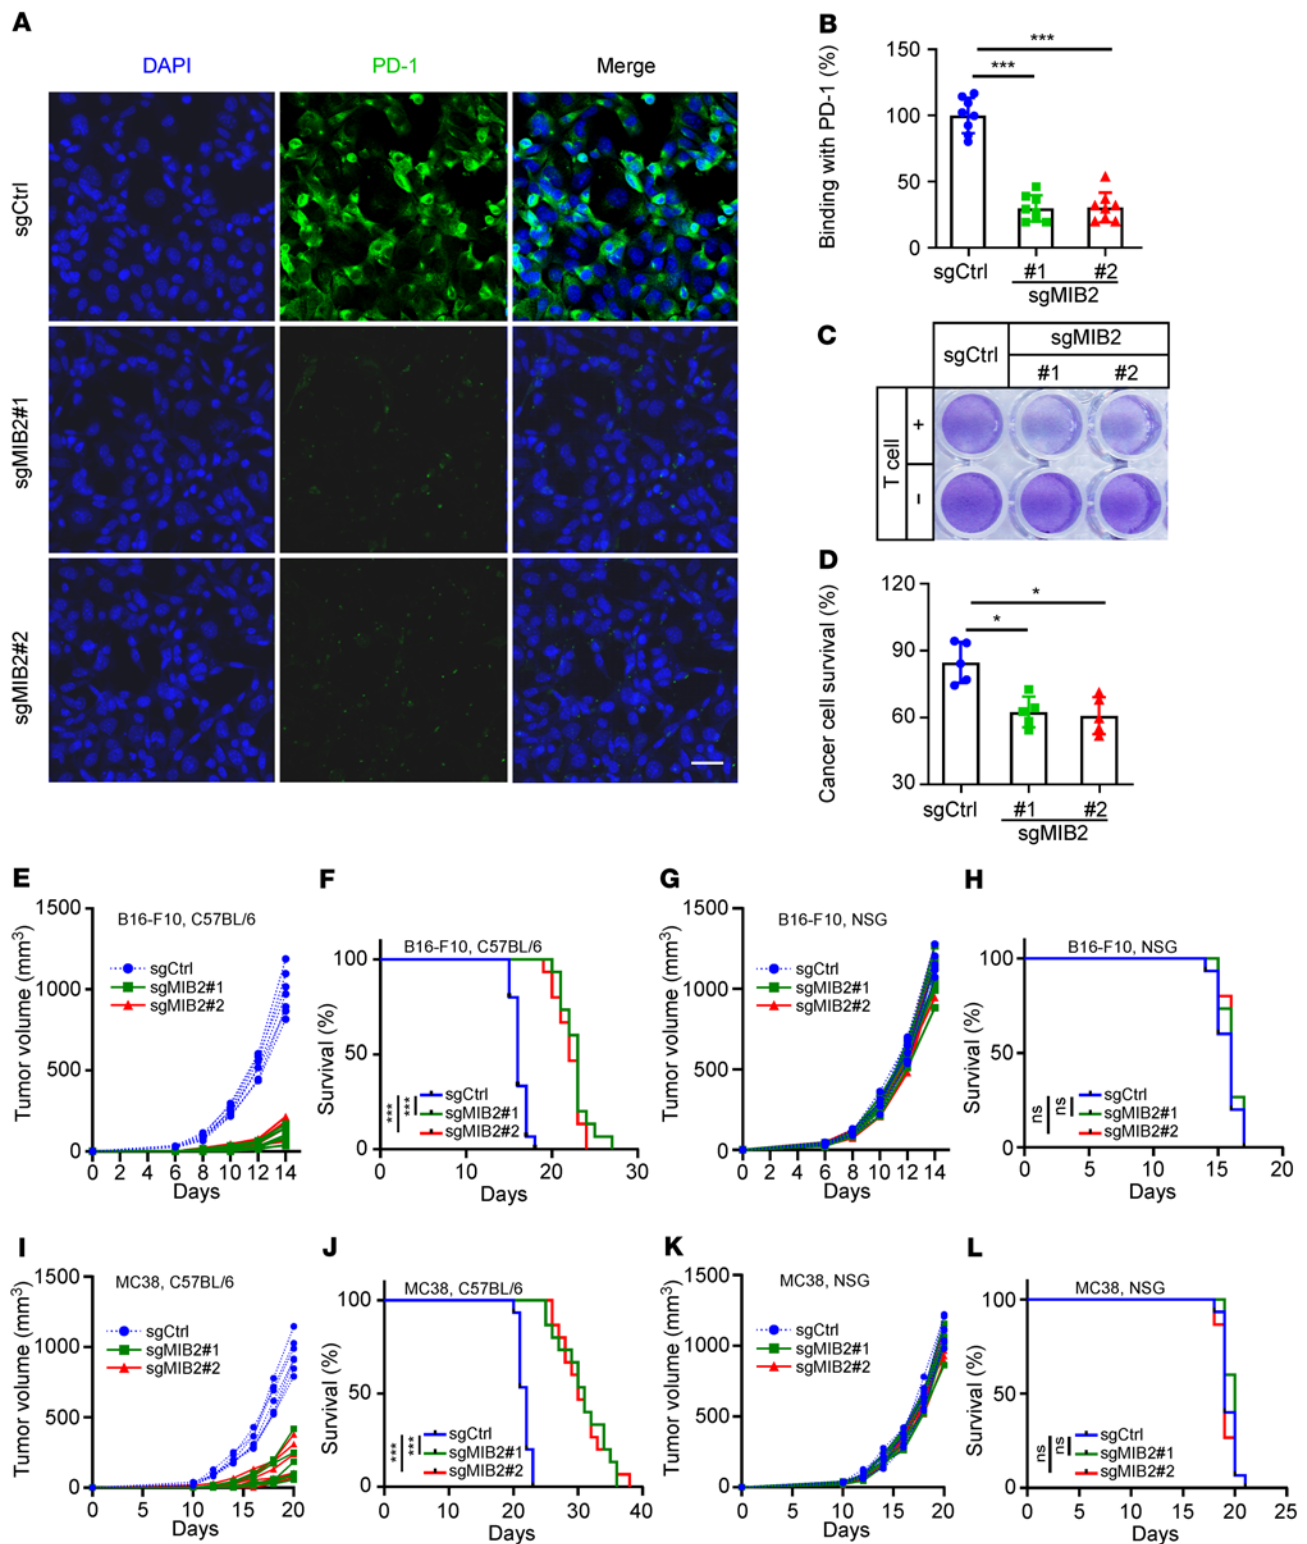 A
DAPI PD-1 Merge
sgCtrl
sgMIB2#1
sgMIB2#2
B
Binding with PD-1 (%)
150
100
50
0
***
***
sgCtrl #1 #2
sgMIB2
C
sgCtrl sgMIB2
#1 #2
T cell
+
–
D
Cancer cell survival (%)
120
90
60
30
*
*
sgCtrl #1 #2
sgMIB2
E
B16-F10, C57BL/6
Tumor volume (mm³)
1500
1000
500
0
sgCtrl
sgMIB2#1
sgMIB2#2
0 2 4 6 8 10 12 14
Days
F
B16-F10, C57BL/6
Survival (%)
100
50
0
*** ***
sgCtrl
sgMIB2#1
sgMIB2#2
0 10 20 30
Days
G
B16-F10, NSG
Tumor volume (mm³)
1500
1000
500
0
sgCtrl
sgMIB2#1
sgMIB2#2
0 2 4 6 8 10 12 14
Days
H
B16-F10, NSG
Survival (%)
100
50
0
ns ns
sgCtrl
sgMIB2#1
sgMIB2#2
0 5 10 15 20
Days
I
MC38, C57BL/6
Tumor volume (mm³)
1500
1000
500
0
sgCtrl
sgMIB2#1
sgMIB2#2
0 5 10 15 20
Days
J
MC38, C57BL/6
Survival (%)
100
50
0
*** ***
sgCtrl
sgMIB2#1
sgMIB2#2
0 10 20 30 40
Days
K
MC38, NSG
Tumor volume (mm³)
1500
1000
500
0
sgCtrl
sgMIB2#1
sgMIB2#2
0 5 10 15 20
Days
L
MC38, NSG
Survival (%)
100
50
0
ns ns
sgCtrl
sgMIB2#1
sgMIB2#2
0 5 10 15 20 25
Days